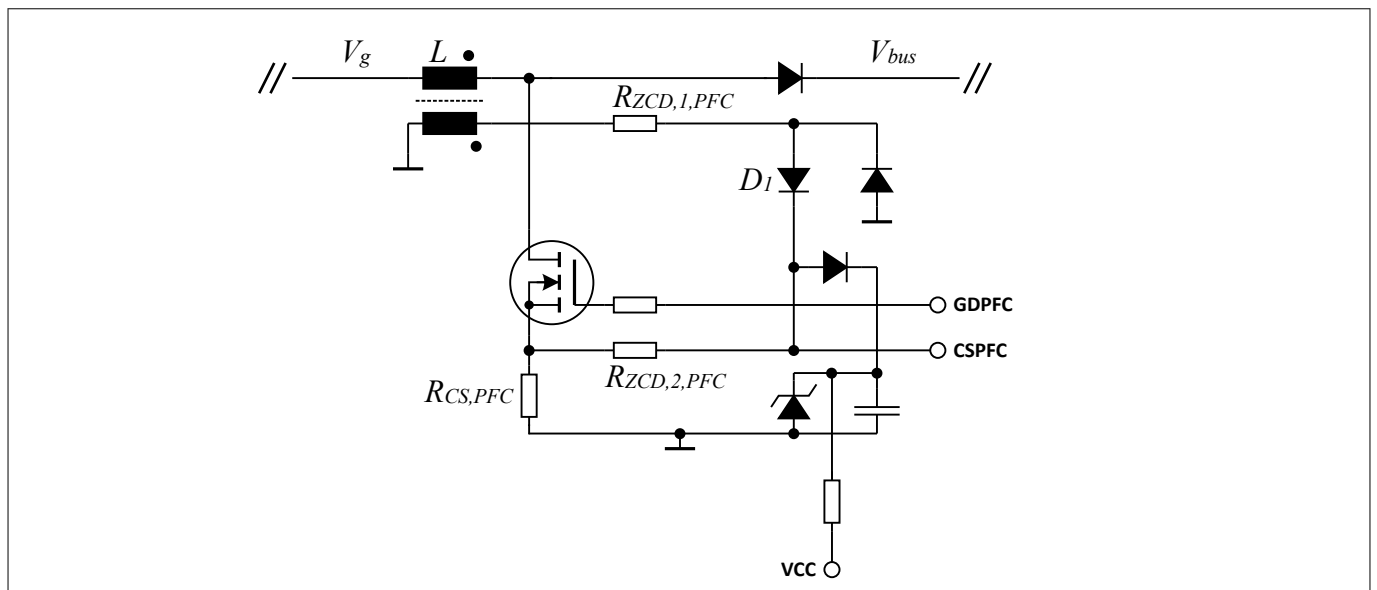 Vg
L
Vbus
RZCD,1,PFC
D1
GDPFC
CSPFC
RZCD,2,PFC
RCS,PFC
VCC